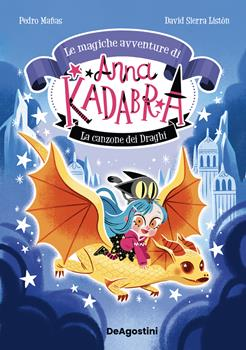 Pedro Mañas
David Sierra Listón
Le magiche avventure di
Anna
KADABRA
La canzone dei Draghi
DeAgostini